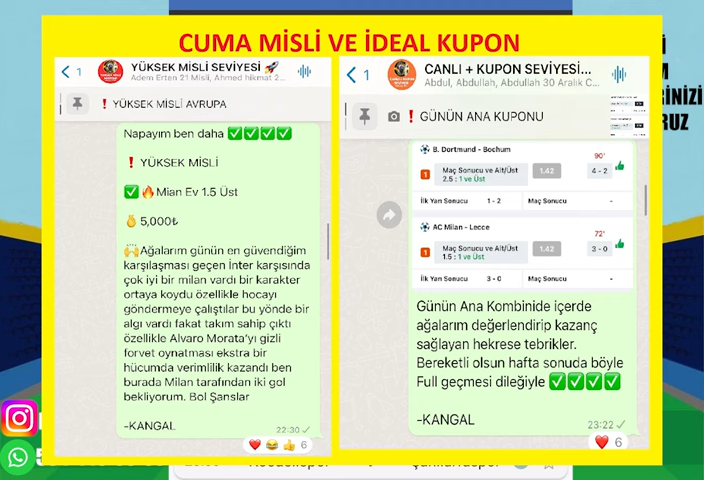 CUMA MİSLİ VE İDEAL KUPON
1
YÜKSEK MİSLİ SEVİYESİ 🚀
Adem Erten 21 Misli, Ahmed hikmat 2...
❗ YÜKSEK MİSLİ AVRUPA
Napayım ben daha ✅✅✅✅
❗ YÜKSEK MİSLİ
✅🔥Mian Ev 1.5 Üst
🥇 5,000₺
🙌Ağalarım günün en güvendiğim
karşılaşması geçen İnter karşısında
çok iyi bir milan vardı bir karakter
ortaya koydu özellikle hocayı
göndermeye çalıştılar bu yönde bir
algı vardı fakat takım sahip çıktı
özellikle Alvaro Morata'yı gizli
forvet oynatması ekstra bir
hücumda verimlilik kazandı ben
burada Milan tarafından iki gol
bekliyorum. Bol Şanslar
-KANGAL
22:30
❤️😂👍 6
1
CANLI + KUPON SEVİYESİ...
Abdul, Abdullah, Abdullah 30 Aralık C...
❗ GÜNÜN ANA KUPONU
B. Dortmund - Bochum
90'
1 Maç Sonucu ve Alt/Üst 1.42 4 - 2
2.5 : 1 ve Üst
İlk Yarı Sonucu 1 - 2 Maç Sonucu -
AC Milan - Lecce
72'
1 Maç Sonucu ve Alt/Üst 1.42 3 - 0
1.5 : 1 ve Üst
İlk Yarı Sonucu 3 - 0 Maç Sonucu -
Günün Ana Kombinide içerde
ağalarım değerlendirip kazanç
sağlayan hekrese tebrikler.
Bereketli olsun hafta sonuda böyle
Full geçmesi dileğiyle ✅✅✅✅
-KANGAL
23:22
❤️ 6